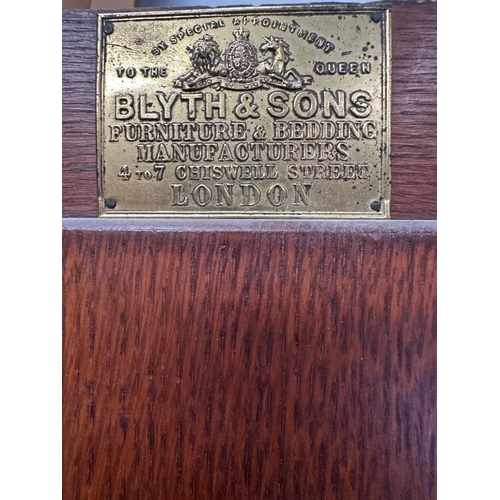 BY SPECIAL APPOINTMENT
TO THE QUEEN
BLYTH & SONS
FURNITURE & BEDDING
MANUFACTURERS
4 TO 7 CHISWELL STREET
LONDON